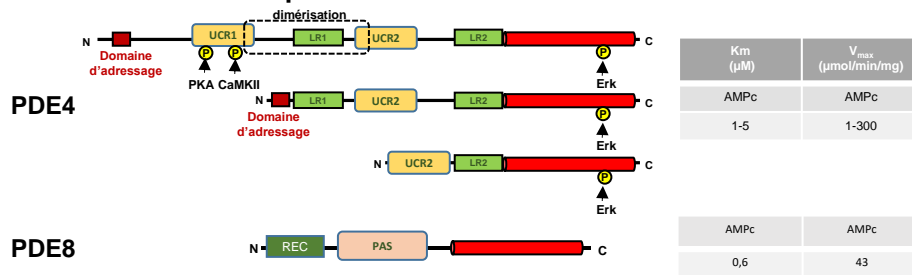 dimérisation
N
UCR1
LR1
UCR2
LR2
C
P
P
P
Domaine
d'adressage
PKA CaMKII
Erk
PDE4
N
LR1
UCR2
LR2
C
P
Domaine
d'adressage
Erk
N
UCR2
LR2
C
P
Erk
Km
(µM)
Vmax
(µmol/min/mg)
AMPc
AMPc
1-5
1-300
PDE8
N
REC
PAS
C
AMPc
AMPc
0,6
43